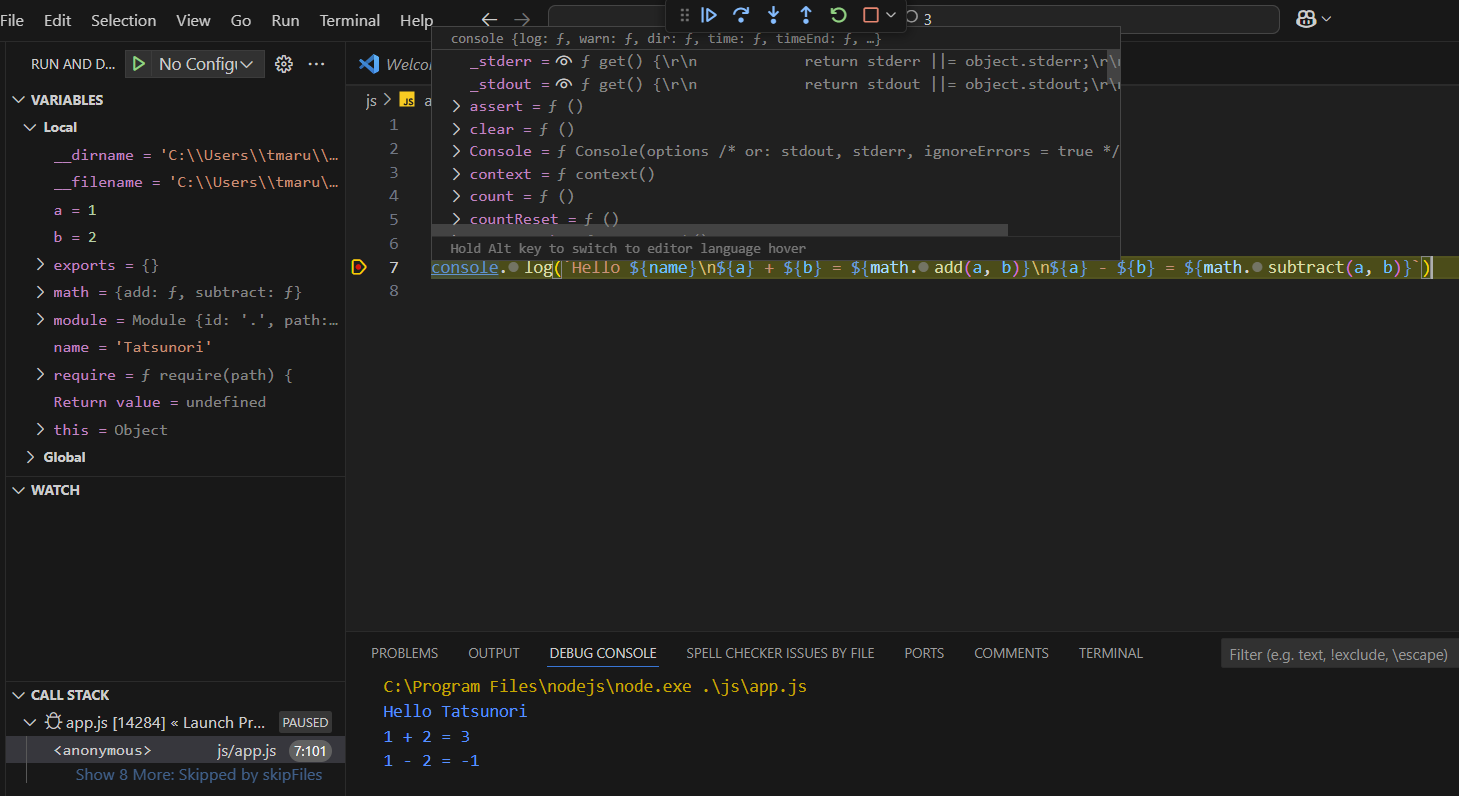 File Edit Selection View Go Run Terminal Help
3
RUN AND D... No Config
VARIABLES
Local
__dirname = 'C:\\Users\\tmaru\\...
__filename = 'C:\\Users\\tmaru\...
a = 1
b = 2
exports = {}
math = {add: ƒ, subtract: ƒ}
module = Module {id: '.', path:...
name = 'Tatsunori'
require = ƒ require(path) {
Return value = undefined
this = Object
Global
WATCH
CALL STACK
app.js [14284] « Launch Pr... PAUSED
<anonymous> js/app.js 7:101
Show 8 More: Skipped by skipFiles
js JS a
console {log: ƒ, warn: ƒ, dir: ƒ, time: ƒ, timeEnd: ƒ, …}
_stderr = ƒ get() {\r\n return stderr ||= object.stderr;\r\
_stdout = ƒ get() {\r\n return stdout ||= object.stdout;\r\
assert = ƒ ()
clear = ƒ ()
Console = ƒ Console(options /* or: stdout, stderr, ignoreErrors = true */
context = ƒ context()
count = ƒ ()
countReset = ƒ ()
Hold Alt key to switch to editor language hover
1
2
3
4
5
6
7 console.log(`Hello ${name}\n${a} + ${b} = ${math.add(a, b)}\n${a} - ${b} = ${math.subtract(a, b)}`)
8
PROBLEMS OUTPUT DEBUG CONSOLE SPELL CHECKER ISSUES BY FILE PORTS COMMENTS TERMINAL
Filter (e.g. text, !exclude, \escape)
C:\Program Files\nodejs\node.exe .\js\app.js
Hello Tatsunori
1 + 2 = 3
1 - 2 = -1